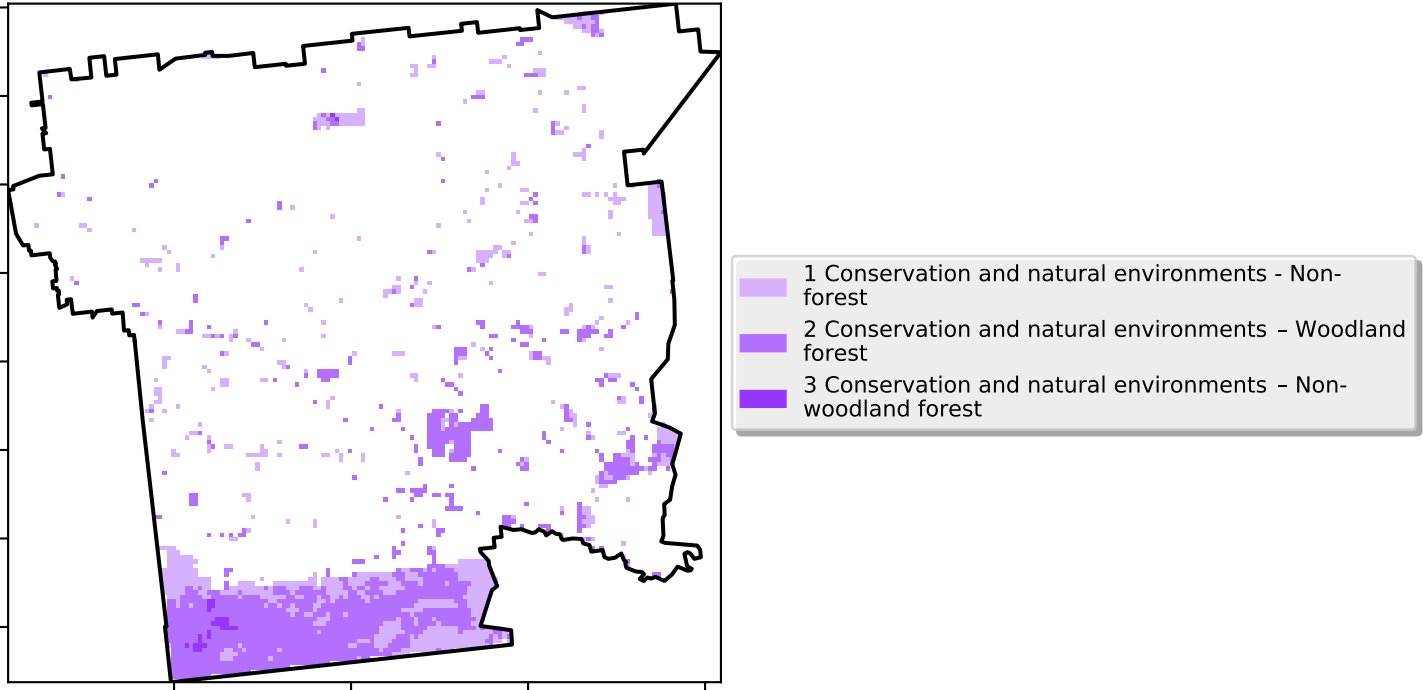 1 Conservation and natural environments - Non-
forest
2 Conservation and natural environments – Woodland
forest
3 Conservation and natural environments – Non-
woodland forest